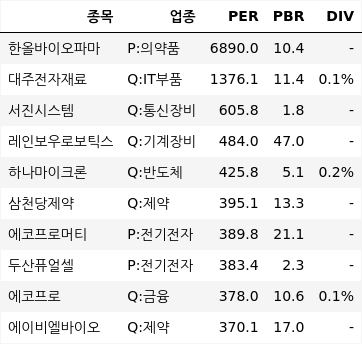 종목 업종 PER PBR DIV
한올바이오파마 P:의약품 6890.0 10.4 -
대주전자재료 Q:IT부품 1376.1 11.4 0.1%
서진시스템 Q:통신장비 605.8 1.8 -
레인보우로보틱스 Q:기계장비 484.0 47.0 -
하나마이크론 Q:반도체 425.8 5.1 0.2%
삼천당제약 Q:제약 395.1 13.3 -
에코프로머티 P:전기전자 389.8 21.1 -
두산퓨얼셀 P:전기전자 383.4 2.3 -
에코프로 Q:금융 378.0 10.6 0.1%
에이비엘바이오 Q:제약 370.1 17.0 -